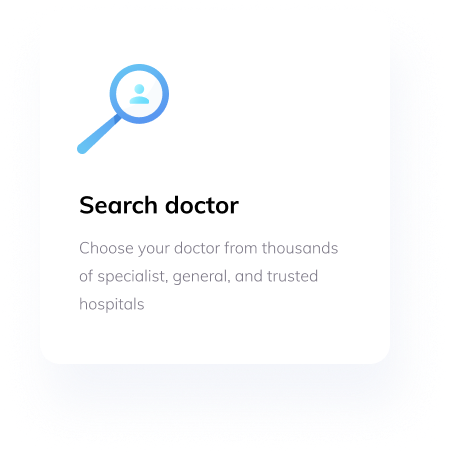 Search doctor
Choose your doctor from thousands
of specialist, general, and trusted
hospitals